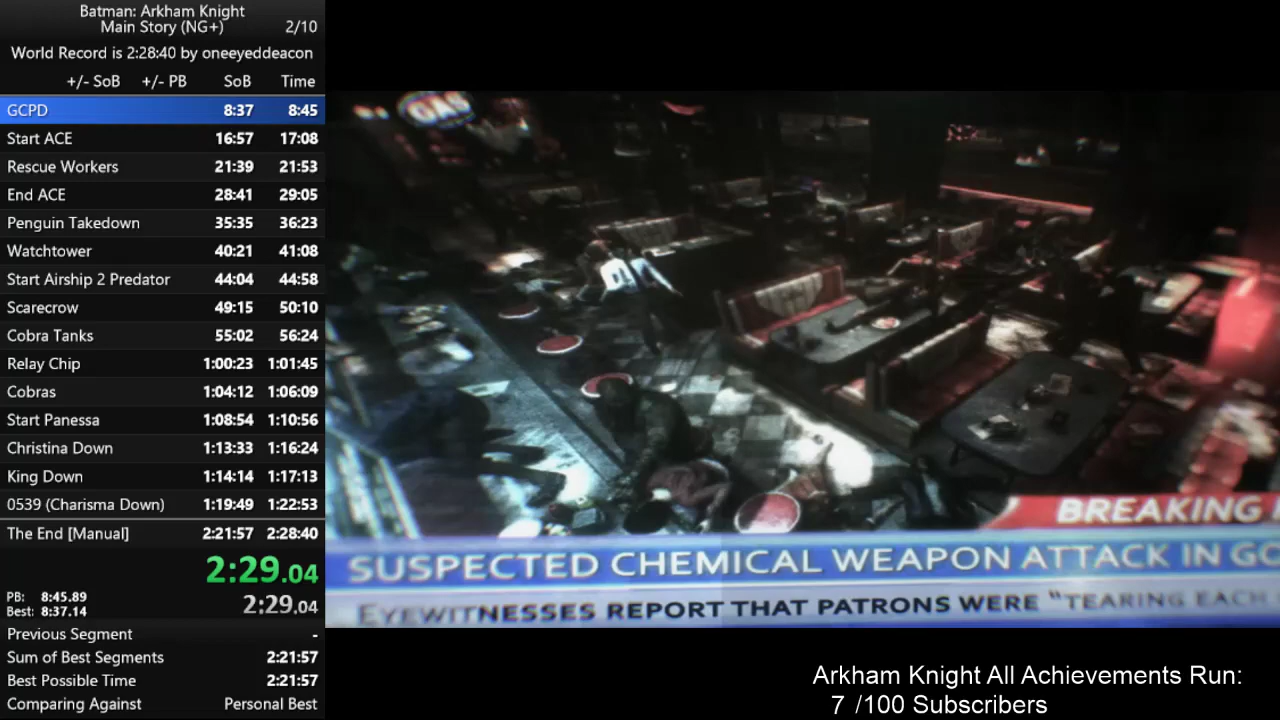 Batman: Arkham Knight
Main Story (NG+) 2/10
World Record is 2:28:40 by oneeyeddeacon
+/- SoB +/- PB SoB Time
GCPD 8:37 8:45
Start ACE 16:57 17:08
Rescue Workers 21:39 21:53
End ACE 28:41 29:05
Penguin Takedown 35:35 36:23
Watchtower 40:21 41:08
Start Airship 2 Predator 44:04 44:58
Scarecrow 49:15 50:10
Cobra Tanks 55:02 56:24
Relay Chip 1:00:23 1:01:45
Cobras 1:04:12 1:06:09
Start Panessa 1:08:54 1:10:56
Christina Down 1:13:33 1:16:24
King Down 1:14:14 1:17:13
0539 (Charisma Down) 1:19:49 1:22:53
The End [Manual] 2:21:57 2:28:40
2:29.04
PB: 8:45.89
Best: 8:37.14
2:29.04
Previous Segment -
Sum of Best Segments 2:21:57
Best Possible Time 2:21:57
Comparing Against Personal Best
GAS
BREAKING
SUSPECTED CHEMICAL WEAPON ATTACK IN GO
EYEWITNESSES REPORT THAT PATRONS WERE "TEARING EACH
Arkham Knight All Achievements Run:
7 /100 Subscribers